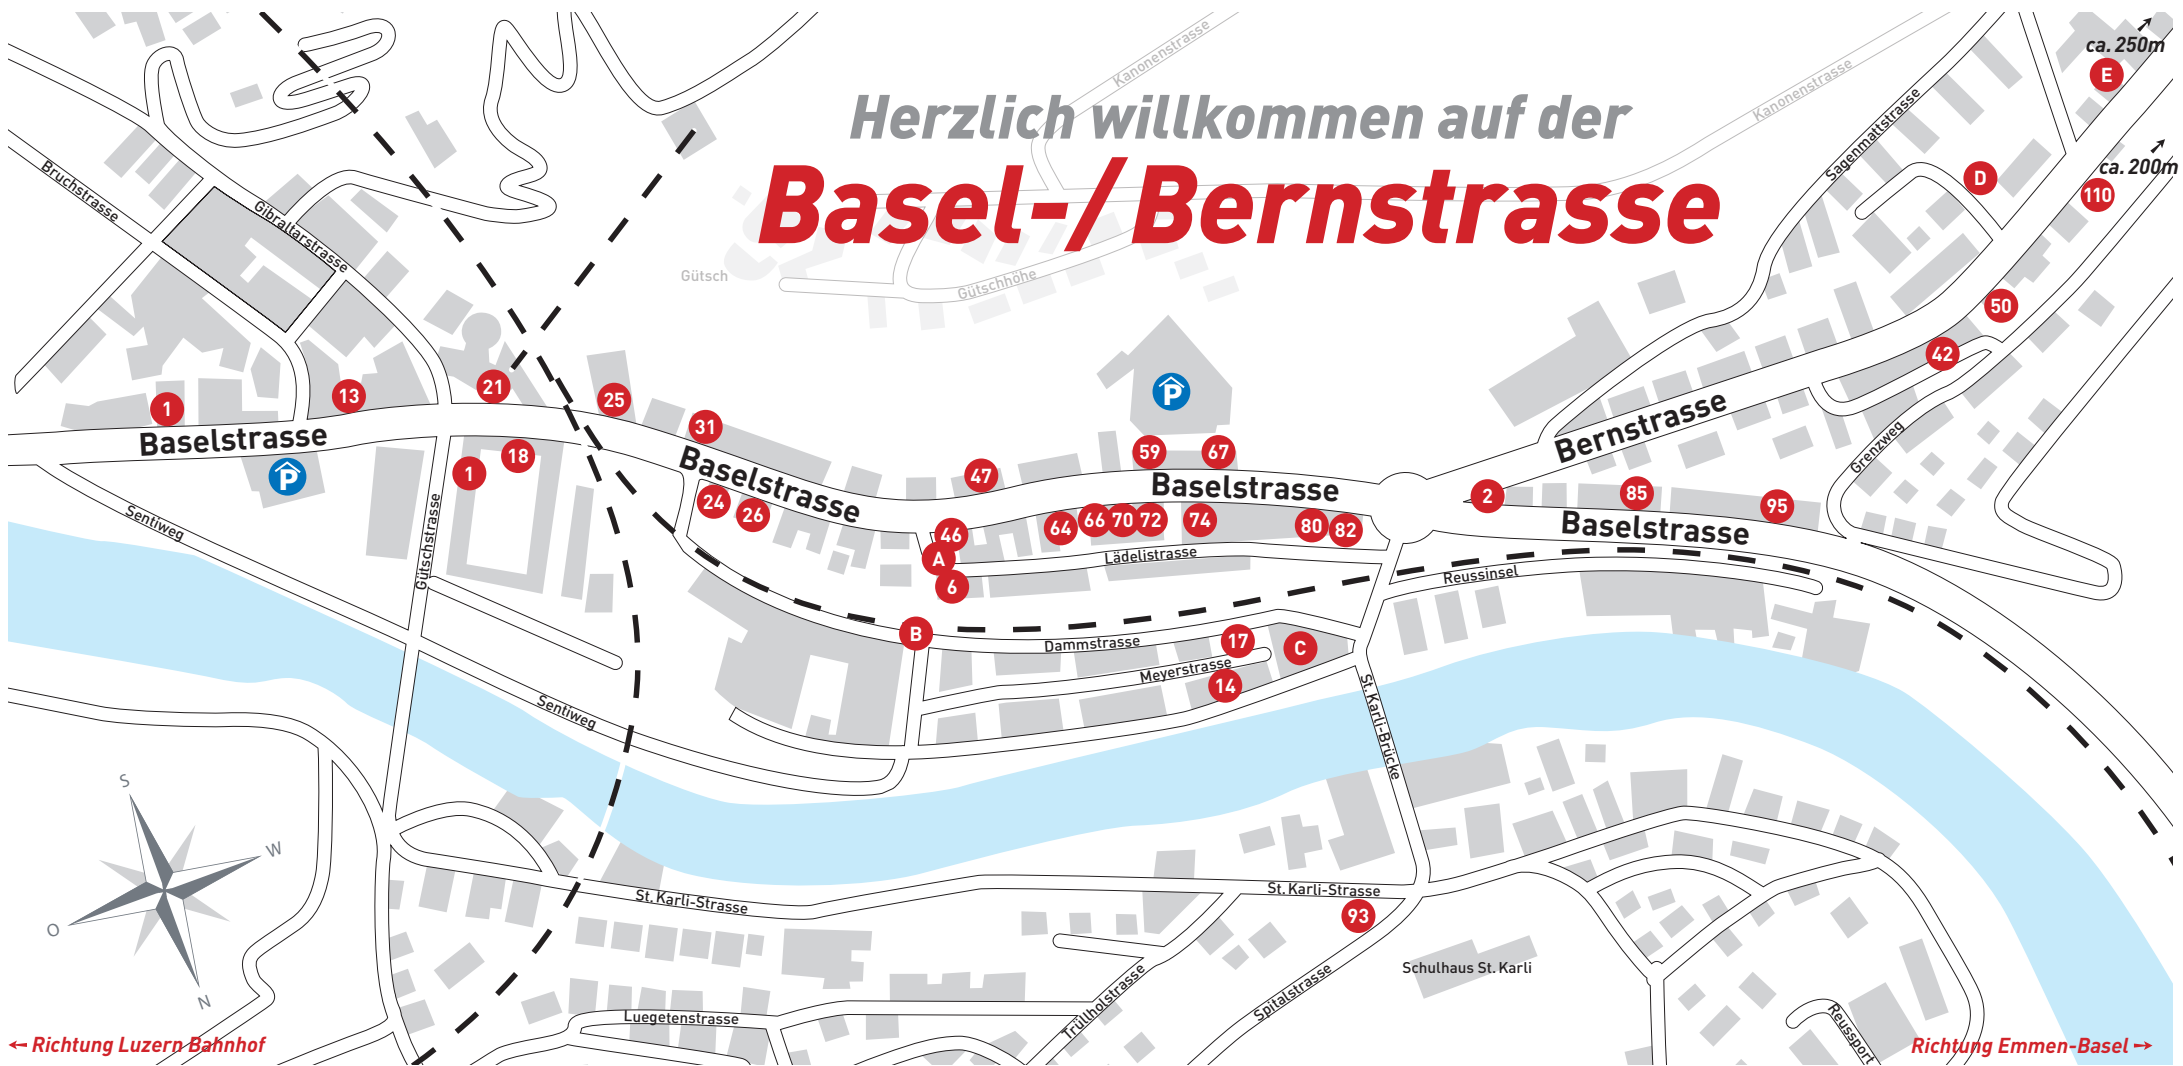 Herzlich willkommen auf der
Basel-/Bernstrasse
Kanonenstrasse
Kanonenstrasse
Sagenmattstrasse
ca. 250m
E
ca. 200m
110
D
Bruchstrasse
Gibraltarstrasse
Gütsch
Gütschhöhe
50
42
1
13
21
25
31
P
Baselstrasse
P
1
18
Baselstrasse
24
26
47
59
67
Baselstrasse
46
A
6
64
66
70
72
74
80
82
Lädelistrasse
Bernstrasse
Grenzweg
2
85
95
Baselstrasse
Reussinsel
Sentiweg
Gütschstrasse
Sentiweg
B
Dammstrasse
17
C
Meyerstrasse
14
St. Karli-Brücke
S
W
O
N
St. Karli-Strasse
St. Karli-Strasse
93
Schulhaus St. Karli
Spitalstrasse
Trüllholstrasse
Luegetenstrasse
Reussport
← Richtung Luzern Bahnhof
Richtung Emmen-Basel →